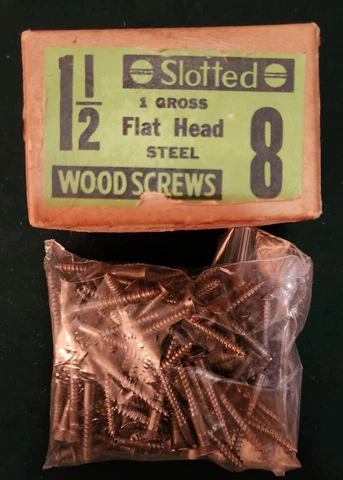 1 1/2
Slotted
1 GROSS
Flat Head
STEEL
8
WOOD SCREWS